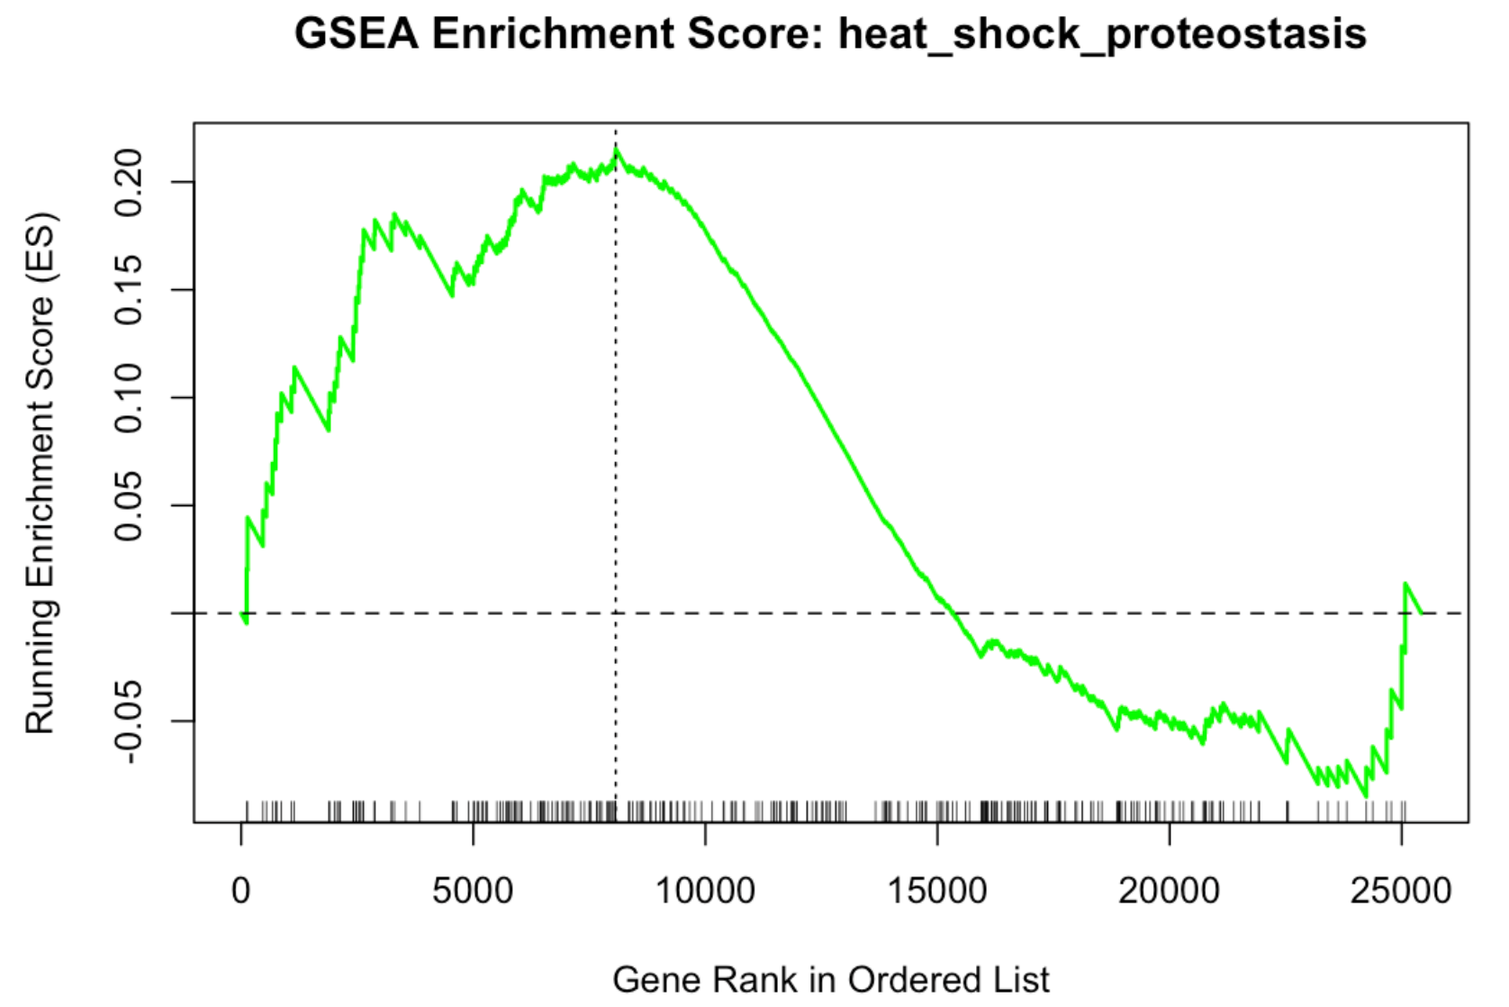 GSEA Enrichment Score: heat_shock_proteostasis
Running Enrichment Score (ES)
0.20
0.15
0.10
0.05
-0.05
0 5000 10000 15000 20000 25000
Gene Rank in Ordered List